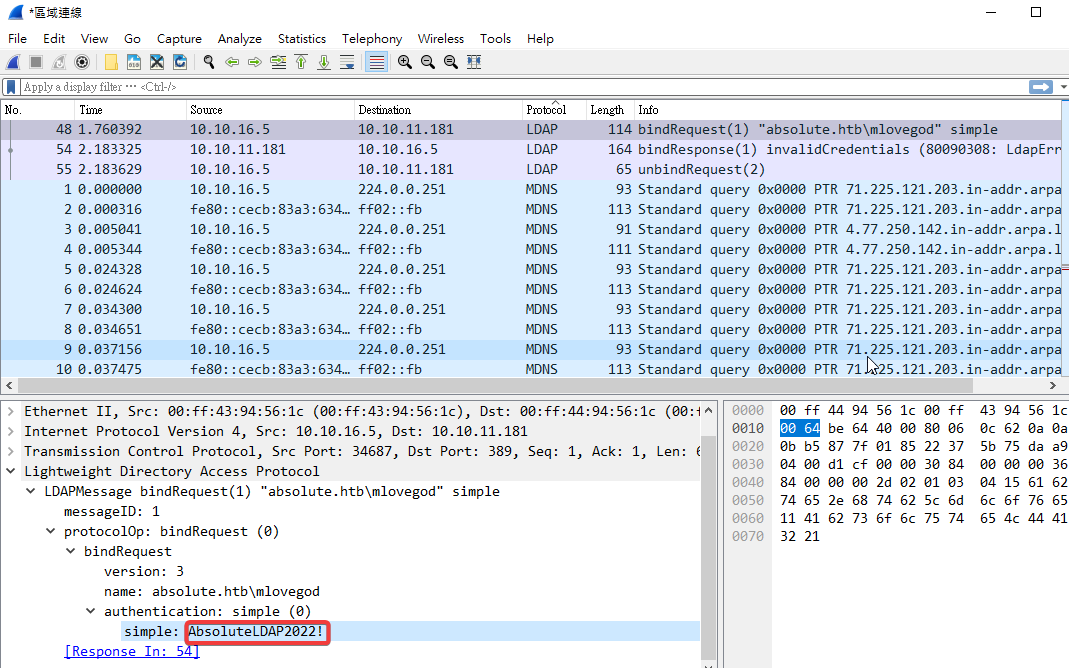 *區域連線
File Edit View Go Capture Analyze Statistics Telephony Wireless Tools Help
Apply a display filter ⋯ <Ctrl-/>
No. Time Source Destination Protocol Length Info
48 1.760392 10.10.16.5 10.10.11.181 LDAP 114 bindRequest(1) "absolute.htb\mlovegod" simple
54 2.183325 10.10.11.181 10.10.16.5 LDAP 164 bindResponse(1) invalidCredentials (80090308: LdapErr
55 2.183629 10.10.16.5 10.10.11.181 LDAP 65 unbindRequest(2)
1 0.000000 10.10.16.5 224.0.0.251 MDNS 93 Standard query 0x0000 PTR 71.225.121.203.in-addr.arpa
2 0.000316 fe80::cecb:83a3:634… ff02::fb MDNS 113 Standard query 0x0000 PTR 71.225.121.203.in-addr.arpa
3 0.005041 10.10.16.5 224.0.0.251 MDNS 91 Standard query 0x0000 PTR 4.77.250.142.in-addr.arpa.l
4 0.005344 fe80::cecb:83a3:634… ff02::fb MDNS 111 Standard query 0x0000 PTR 4.77.250.142.in-addr.arpa.l
5 0.024328 10.10.16.5 224.0.0.251 MDNS 93 Standard query 0x0000 PTR 71.225.121.203.in-addr.arpa
6 0.024624 fe80::cecb:83a3:634… ff02::fb MDNS 113 Standard query 0x0000 PTR 71.225.121.203.in-addr.arpa
7 0.034300 10.10.16.5 224.0.0.251 MDNS 93 Standard query 0x0000 PTR 71.225.121.203.in-addr.arpa
8 0.034651 fe80::cecb:83a3:634… ff02::fb MDNS 113 Standard query 0x0000 PTR 71.225.121.203.in-addr.arpa
9 0.037156 10.10.16.5 224.0.0.251 MDNS 93 Standard query 0x0000 PTR 71.225.121.203.in-addr.arpa
10 0.037475 fe80::cecb:83a3:634… ff02::fb MDNS 113 Standard query 0x0000 PTR 71.225.121.203.in-addr.arpa
Ethernet II, Src: 00:ff:43:94:56:1c (00:ff:43:94:56:1c), Dst: 00:ff:44:94:56:1c (00:f
Internet Protocol Version 4, Src: 10.10.16.5, Dst: 10.10.11.181
Transmission Control Protocol, Src Port: 34687, Dst Port: 389, Seq: 1, Ack: 1, Len: 6
Lightweight Directory Access Protocol
LDAPMessage bindRequest(1) "absolute.htb\mlovegod" simple
messageID: 1
protocolOp: bindRequest (0)
bindRequest
version: 3
name: absolute.htb\mlovegod
authentication: simple (0)
simple: AbsoluteLDAP2022!
[Response In: 54]
0000 00 ff 44 94 56 1c 00 ff 43 94 56 1c
0010 00 64 be 64 40 00 80 06 0c 62 0a 0a
0020 0b b5 87 7f 01 85 22 37 5b 75 da a9
0030 04 00 d1 cf 00 00 30 84 00 00 00 36
0040 84 00 00 00 2d 02 01 03 04 15 61 62
0050 74 65 2e 68 74 62 5c 6d 6c 6f 76 65
0060 11 41 62 73 6f 6c 75 74 65 4c 44 41
0070 32 21